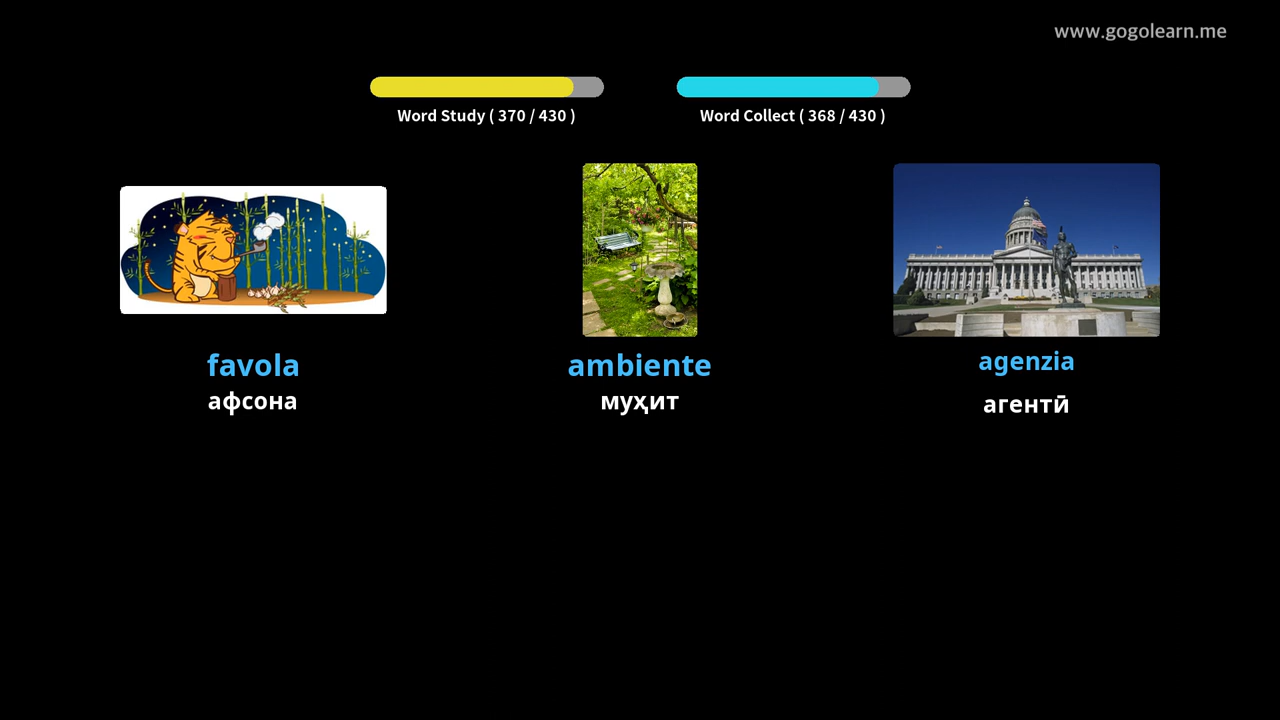 www.gogolearn.me
Word Study ( 370 / 430 )
Word Collect ( 368 / 430 )
favola
афсона
ambiente
муҳит
agenzia
агентӣ